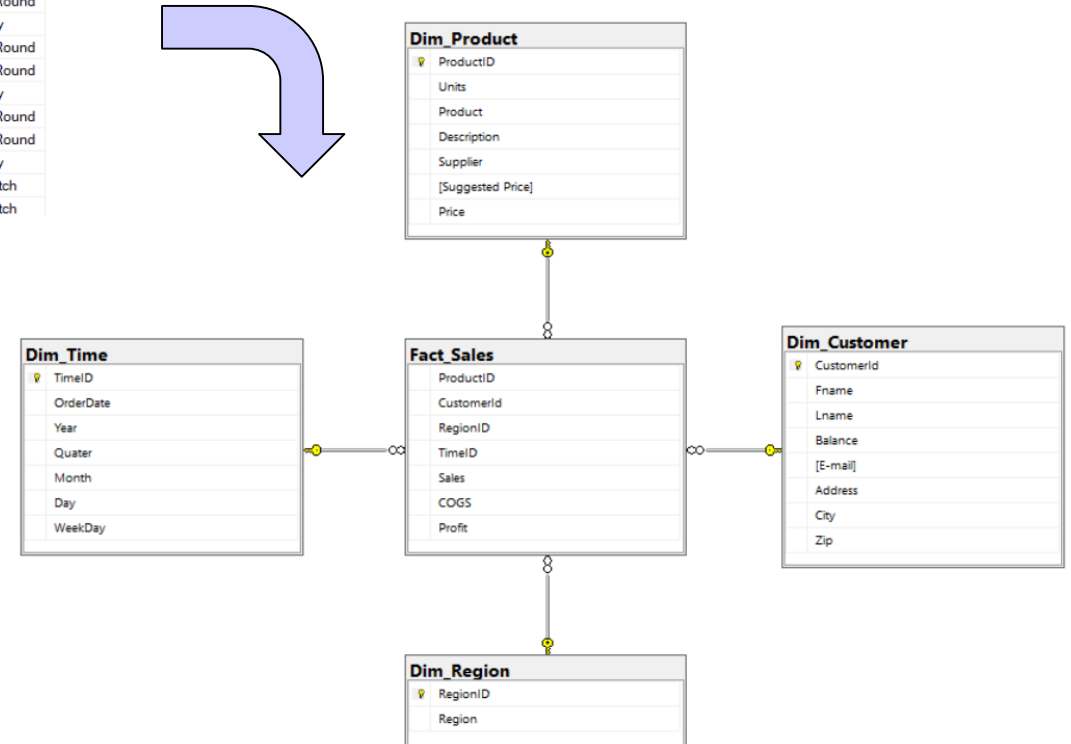 Round
y
Round
Round
y
Round
Round
y
tch
tch
Dim_Product
ProductID
Units
Product
Description
Supplier
[Suggested Price]
Price
Dim_Time
TimeID
OrderDate
Year
Quater
Month
Day
WeekDay
Fact_Sales
ProductID
CustomerId
RegionID
TimeID
Sales
COGS
Profit
Dim_Customer
CustomerId
Fname
Lname
Balance
[E-mail]
Address
City
Zip
Dim_Region
RegionID
Region